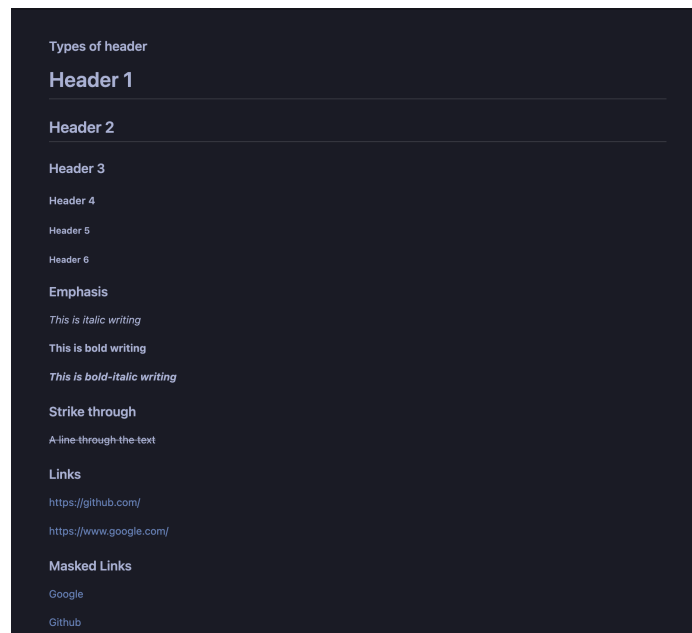 Types of header
Header 1
Header 2
Header 3
Header 4
Header 5
Header 6
Emphasis
This is italic writing
This is bold writing
This is bold-italic writing
Strike through
A line through the text
Links
https://github.com/
https://www.google.com/
Masked Links
Google
Github